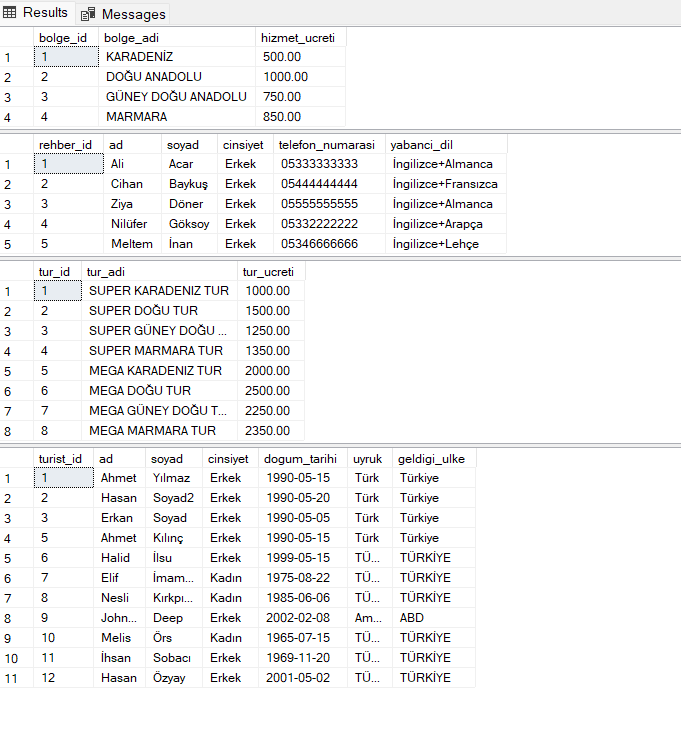 Results Messages
bolge_id bolge_adi hizmet_ucreti
1 1 KARADENİZ 500.00
2 2 DOĞU ANADOLU 1000.00
3 3 GÜNEY DOĞU ANADOLU 750.00
4 4 MARMARA 850.00
rehber_id ad soyad cinsiyet telefon_numarasi yabanci_dil
1 1 Ali Acar Erkek 05333333333 İngilizce+Almanca
2 2 Cihan Baykuş Erkek 05444444444 İngilizce+Fransızca
3 3 Ziya Döner Erkek 05555555555 İngilizce+Almanca
4 4 Nilüfer Göksoy Erkek 05332222222 İngilizce+Arapça
5 5 Meltem İnan Erkek 05346666666 İngilizce+Lehçe
tur_id tur_adi tur_ucreti
1 1 SUPER KARADENIZ TUR 1000.00
2 2 SUPER DOĞU TUR 1500.00
3 3 SUPER GÜNEY DOĞU ... 1250.00
4 4 SUPER MARMARA TUR 1350.00
5 5 MEGA KARADENIZ TUR 2000.00
6 6 MEGA DOĞU TUR 2500.00
7 7 MEGA GÜNEY DOĞU T... 2250.00
8 8 MEGA MARMARA TUR 2350.00
turist_id ad soyad cinsiyet dogum_tarihi uyruk geldigi_ulke
1 1 Ahmet Yılmaz Erkek 1990-05-15 Türk Türkiye
2 2 Hasan Soyad2 Erkek 1990-05-20 Türk Türkiye
3 3 Erkan Soyad Erkek 1990-05-05 Türk Türkiye
4 5 Ahmet Kılınç Erkek 1990-05-15 Türk Türkiye
5 6 Halid İlsu Erkek 1999-05-15 TÜ... TÜRKİYE
6 7 Elif İmam... Kadın 1975-08-22 TÜ... TÜRKİYE
7 8 Nesli Kırkpı... Kadın 1985-06-06 TÜ... TÜRKİYE
8 9 John... Deep Erkek 2002-02-08 Am... ABD
9 10 Melis Örs Kadın 1965-07-15 TÜ... TÜRKİYE
10 11 İhsan Sobacı Erkek 1969-11-20 TÜ... TÜRKİYE
11 12 Hasan Özyay Erkek 2001-05-02 TÜ... TÜRKİYE